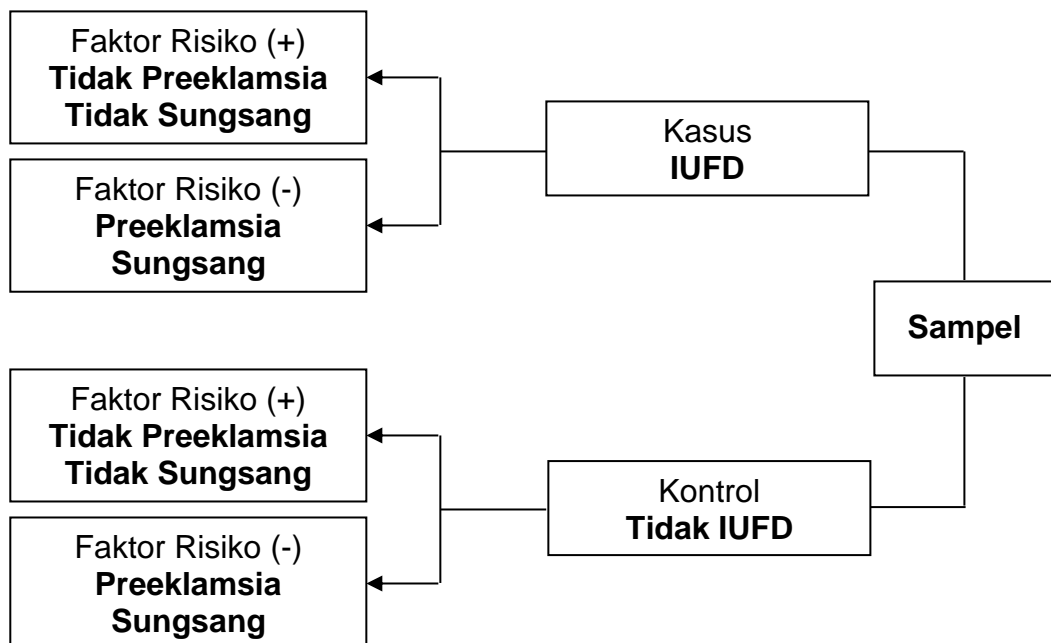 Faktor Risiko (+)
Tidak Preeklamsia
Tidak Sungsang
Faktor Risiko (-)
Preeklamsia
Sungsang
Kasus
IUFD
Sampel
Faktor Risiko (+)
Tidak Preeklamsia
Tidak Sungsang
Faktor Risiko (-)
Preeklamsia
Sungsang
Kontrol
Tidak IUFD